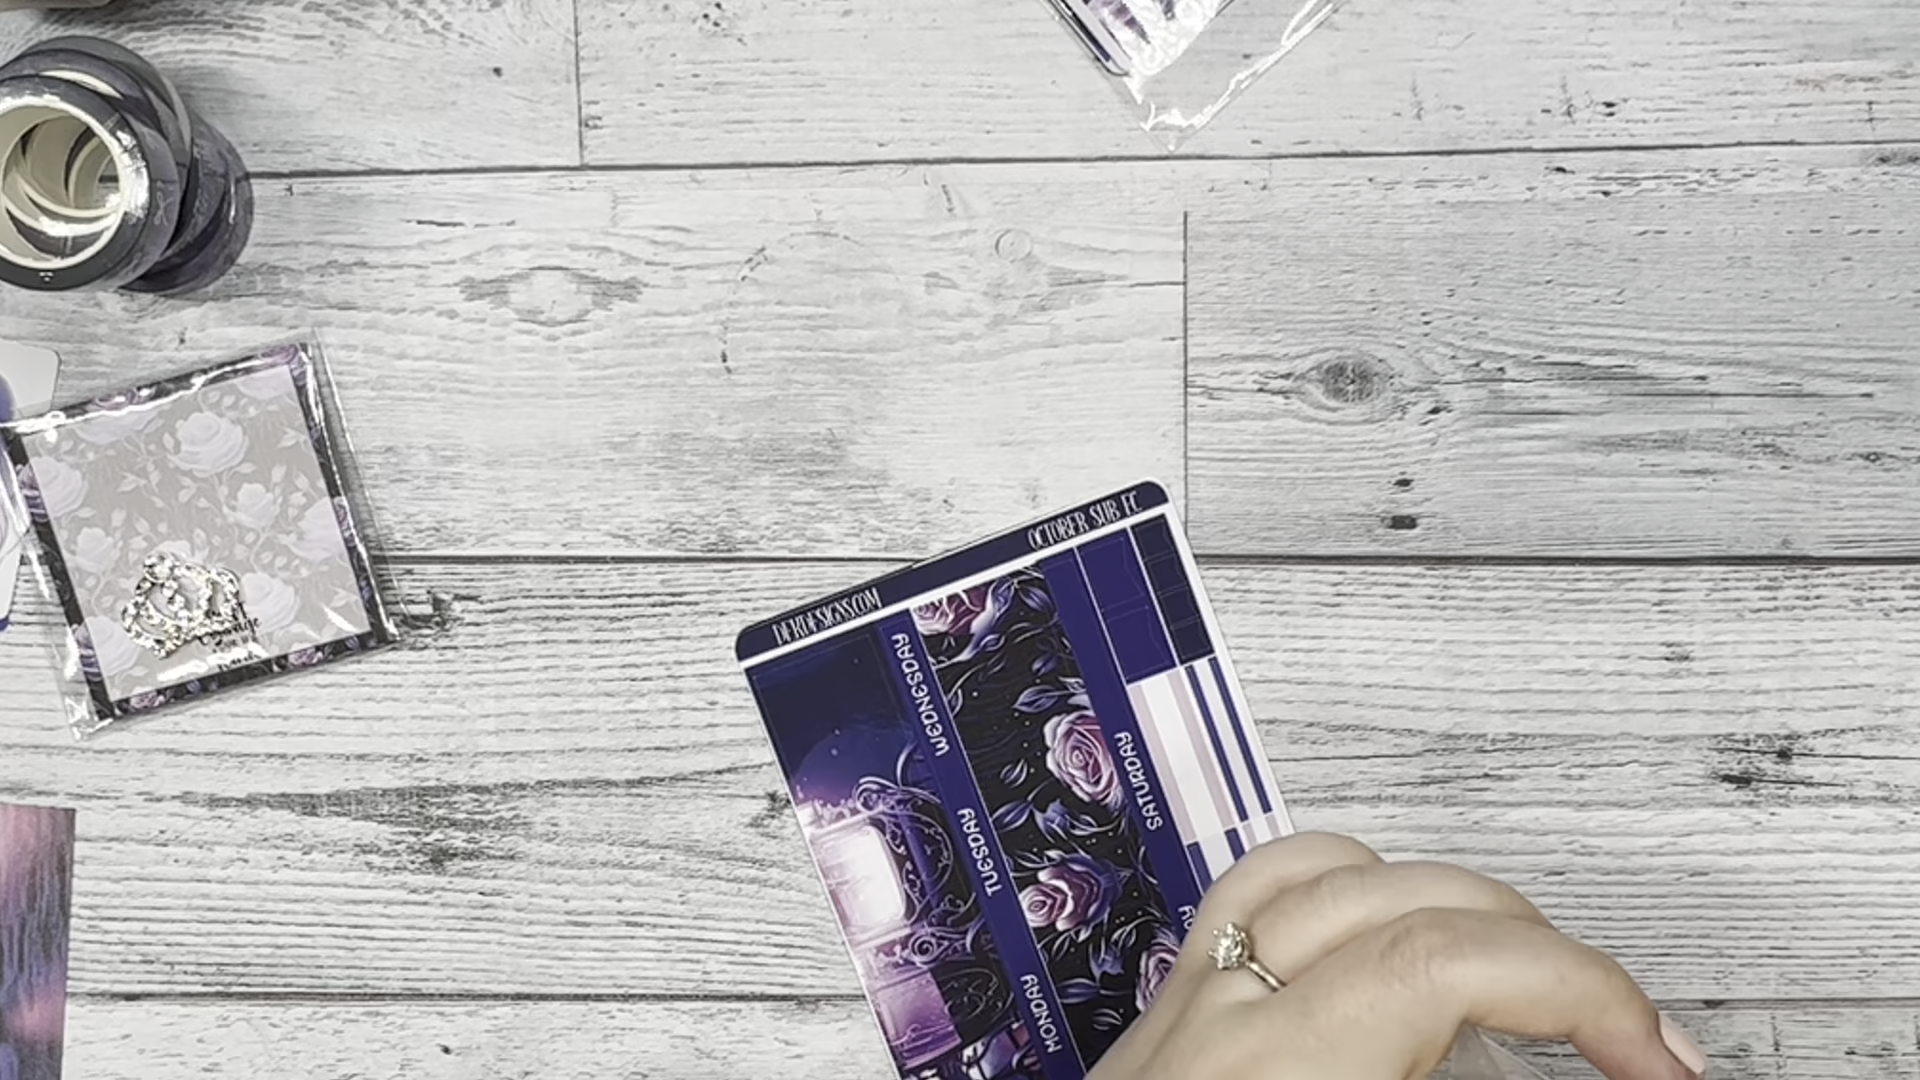 DFRDESIGNS.COM
OCTOBER SUB FC
WEDNESDAY
TUESDAY
MONDAY
SATURDAY